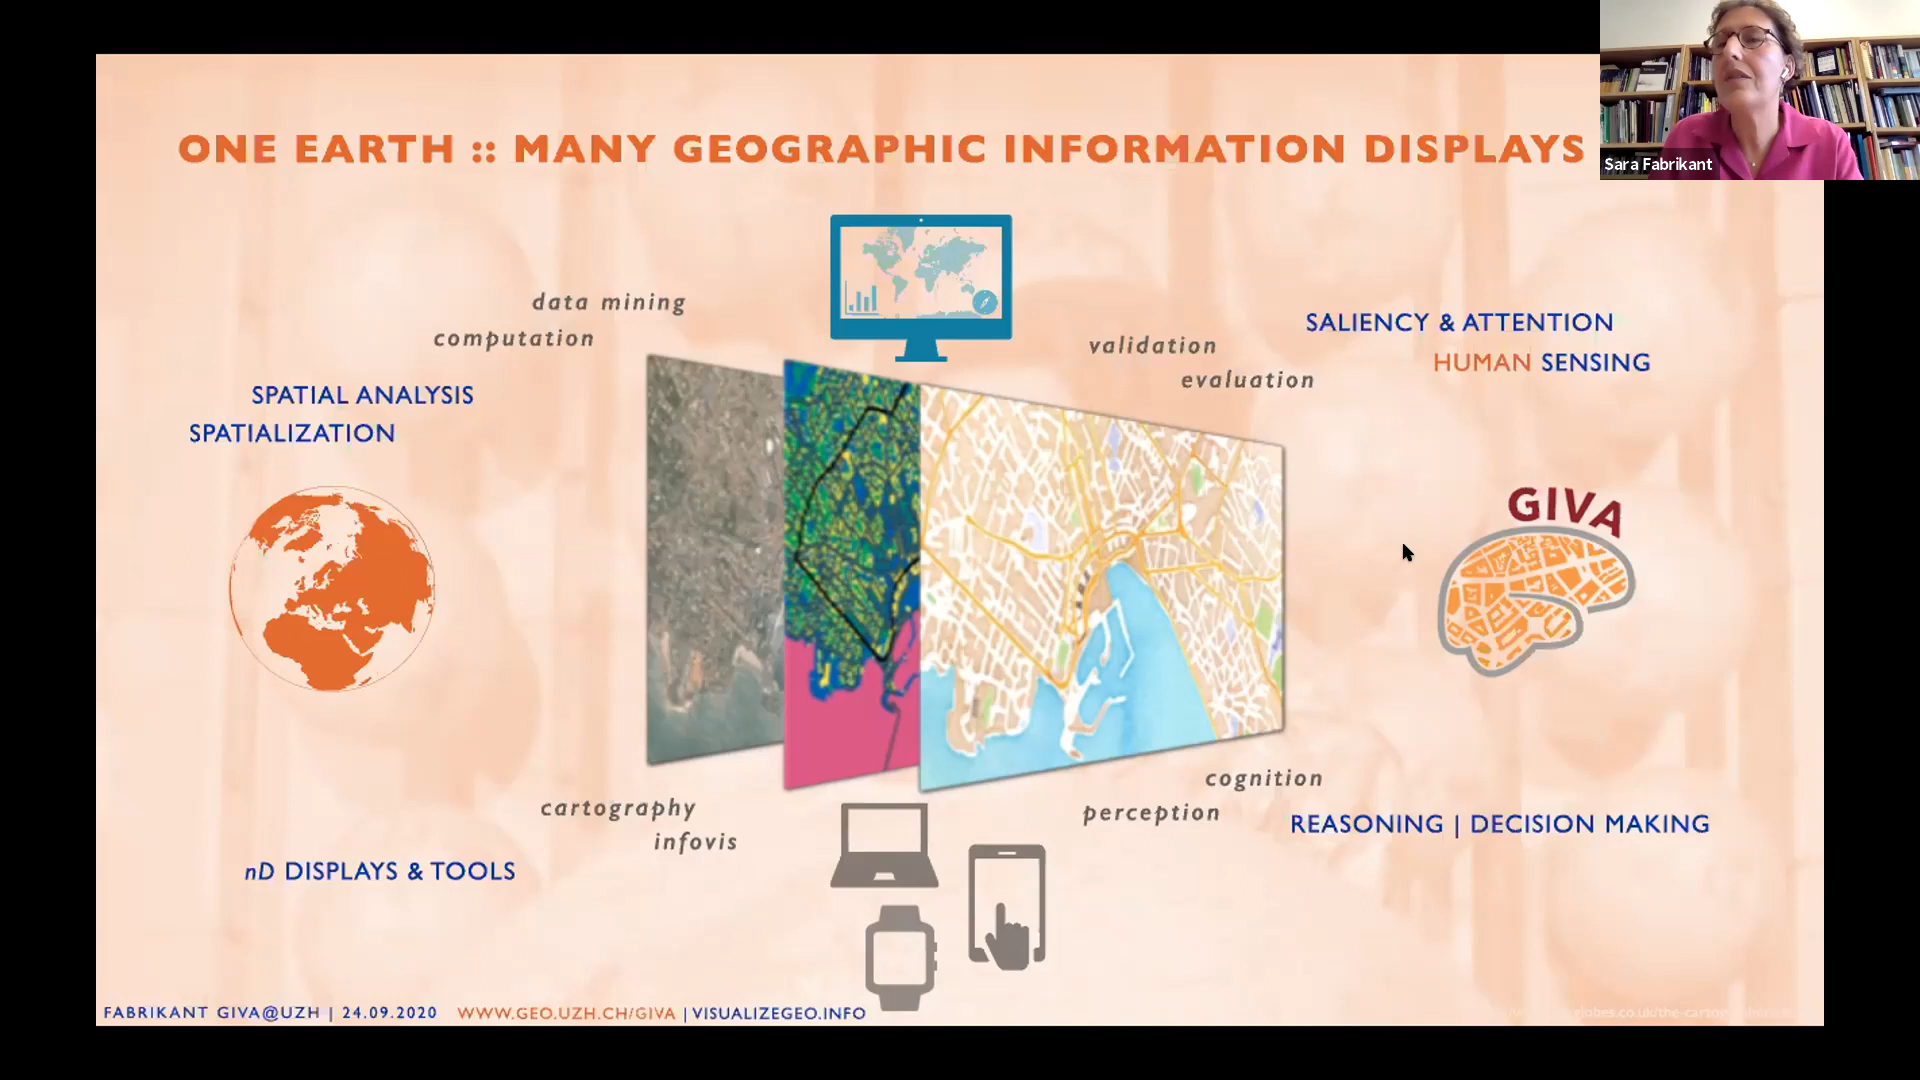 ONE EARTH :: MANY GEOGRAPHIC INFORMATION DISPLAYS
Sara Fabrikant
data mining
computation
SPATIAL ANALYSIS
SPATIALIZATION
validation
evaluation
SALIENCY & ATTENTION
HUMAN SENSING
GIVA
cartography
infovis
nD DISPLAYS & TOOLS
cognition
perception
REASONING | DECISION MAKING
FABRIKANT GIVA@UZH | 24.09.2020 WWW.GEO.UZH.CH/GIVA | VISUALIZEGEO.INFO